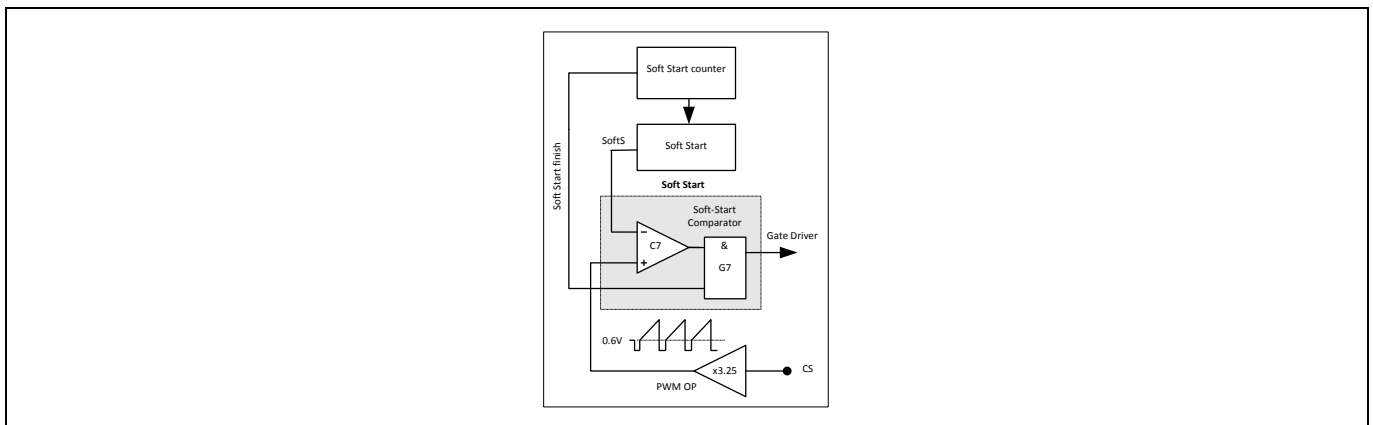 Soft Start counter
SoftS
Soft Start
Soft Start finish
Soft Start
Soft-Start
Comparator
Gate Driver
−
C7
+
&
G7
0.6V
x3.25
CS
PWM OP